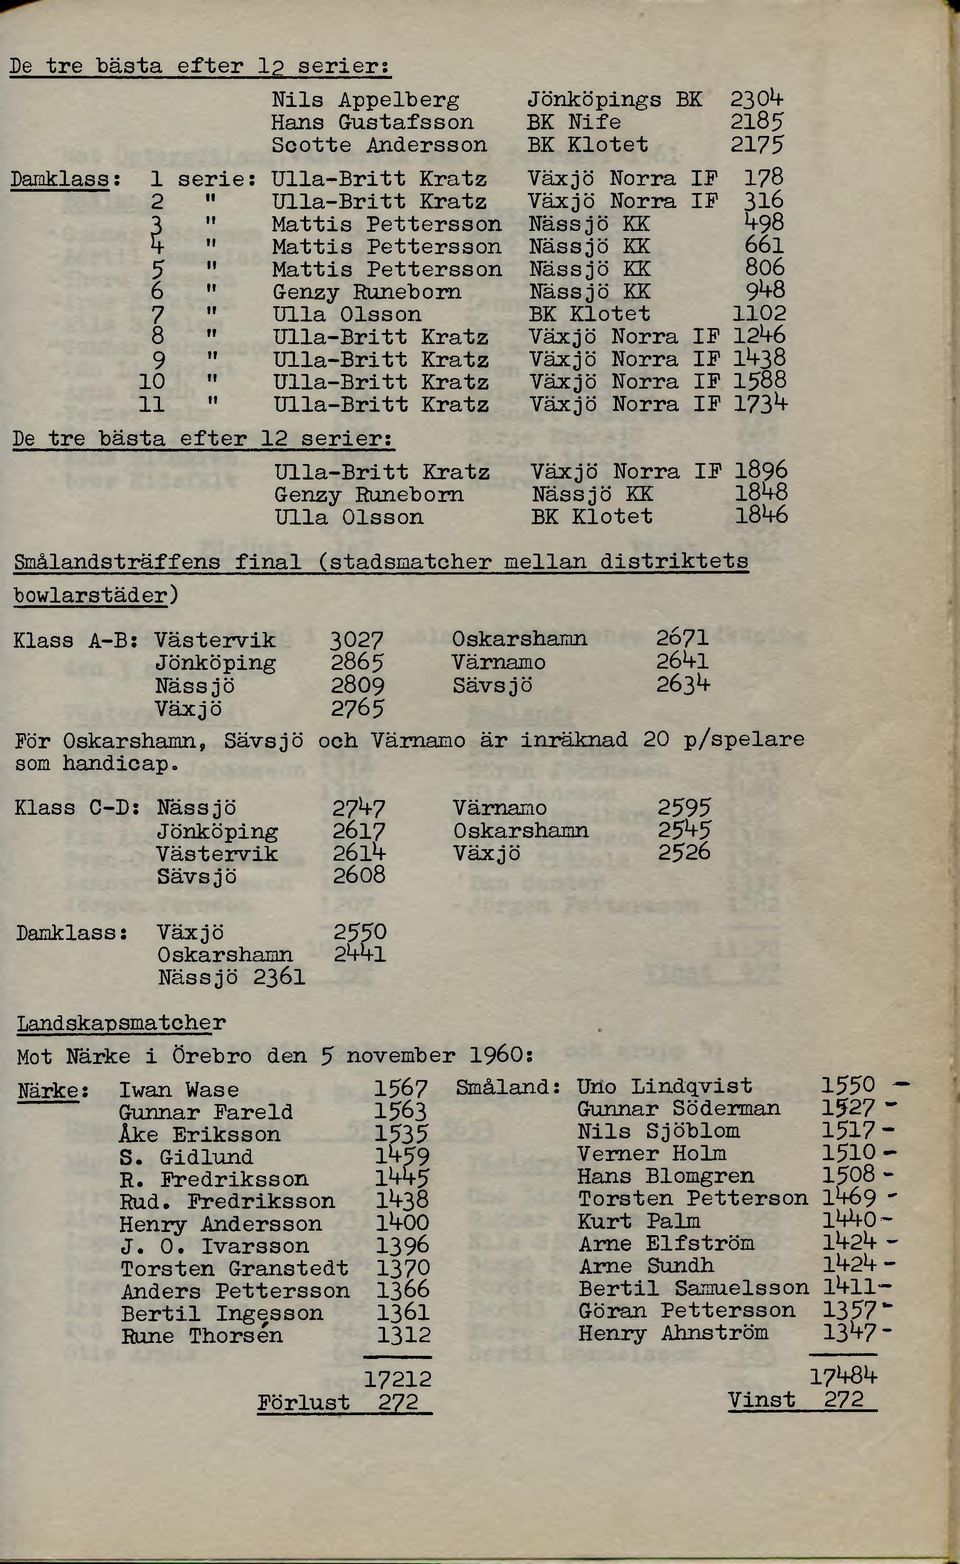 De tre bästa efter 12 serier:
Nils Appelberg Jönköpings BK 2304
Hans Gustafsson BK Nife 2185
Scotte Andersson BK Klotet 2175
Damklass: 1 serie: Ulla-Britt Kratz Växjö Norra IF 178
2 " Ulla-Britt Kratz Växjö Norra IF 316
3 " Mattis Pettersson Nässjö KK 498
4 " Mattis Pettersson Nässjö KK 661
5 " Mattis Pettersson Nässjö KK 806
6 " Genzy Runeborn Nässjö KK 948
7 " Ulla Olsson BK Klotet 1102
8 " Ulla-Britt Kratz Växjö Norra IF 1246
9 " Ulla-Britt Kratz Växjö Norra IF 1438
10 " Ulla-Britt Kratz Växjö Norra IF 1588
11 " Ulla-Britt Kratz Växjö Norra IF 1734
De tre bästa efter 12 serier:
Ulla-Britt Kratz Växjö Norra IF 1896
Genzy Runeborn Nässjö KK 1848
Ulla Olsson BK Klotet 1846
Smålandsträffens final (stadsmatcher mellan distriktets
bowlarstäder)
Klass A-B: Västervik 3027 Oskarshamn 2671
Jönköping 2865 Värnamo 2641
Nässjö 2809 Sävsjö 2634
Växjö 2765
För Oskarshamn, Sävsjö och Värnamo är inräknad 20 p/spelare
som handicap.
Klass C-D: Nässjö 2747 Värnamo 2595
Jönköping 2617 Oskarshamn 2545
Västervik 2614 Växjö 2526
Sävsjö 2608
Damklass: Växjö 2550
Oskarshamn 2441
Nässjö 2361
Landskapsmatcher
Mot Närke i Örebro den 5 november 1960:
Närke: Iwan Wase 1567 Småland: Uno Lindqvist 1550 -
Gunnar Fareld 1563 Gunnar Söderman 1527 -
Åke Eriksson 1535 Nils Sjöblom 1517 -
S. Gidlund 1459 Verner Holm 1510 -
R. Fredriksson 1445 Hans Blomgren 1508 -
Rud. Fredriksson 1438 Torsten Petterson 1469 -
Henry Andersson 1400 Kurt Palm 1440 -
J. O. Ivarsson 1396 Arne Elfström 1424 -
Torsten Granstedt 1370 Arne Sundh 1424 -
Anders Pettersson 1366 Bertil Samuelsson 1411 -
Bertil Ingesson 1361 Göran Pettersson 1357 -
Rune Thorsén 1312 Henry Ahnström 1347 -
17212 17484
Förlust 272 Vinst 272